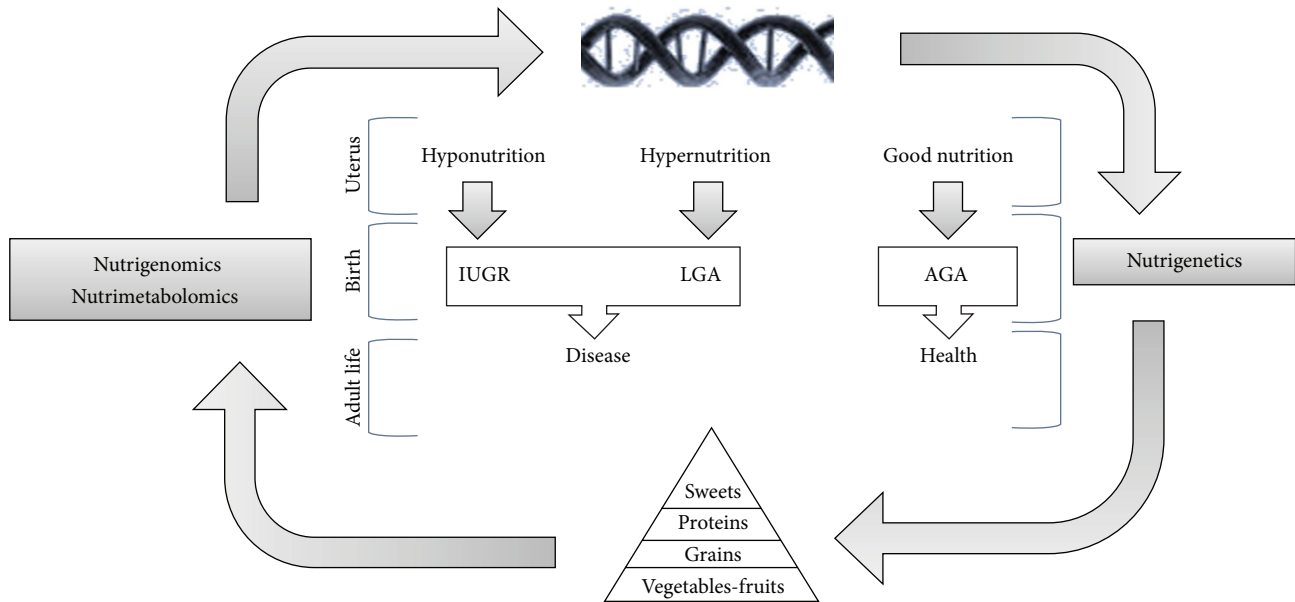 Uterus
Hyponutrition
Hypernutrition
Good nutrition
Nutrigenomics
Nutrimetabolomics
Birth
IUGR
LGA
AGA
Nutrigenetics
Adult life
Disease
Health
Sweets
Proteins
Grains
Vegetables-fruits